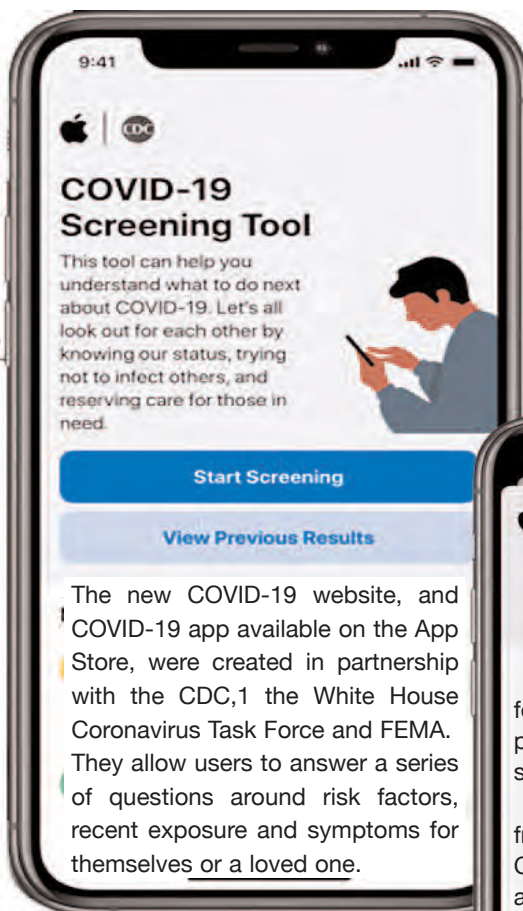 9:41
CDC
COVID-19
Screening Tool
This tool can help you
understand what to do next
about COVID-19. Let's all
look out for each other by
knowing our status, trying
not to infect others, and
reserving care for those in
need.
Start Screening
View Previous Results
The new COVID-19 website, and
COVID-19 app available on the App
Store, were created in partnership
with the CDC,1 the White House
Coronavirus Task Force and FEMA.
They allow users to answer a series
of questions around risk factors,
recent exposure and symptoms for
themselves or a loved one.